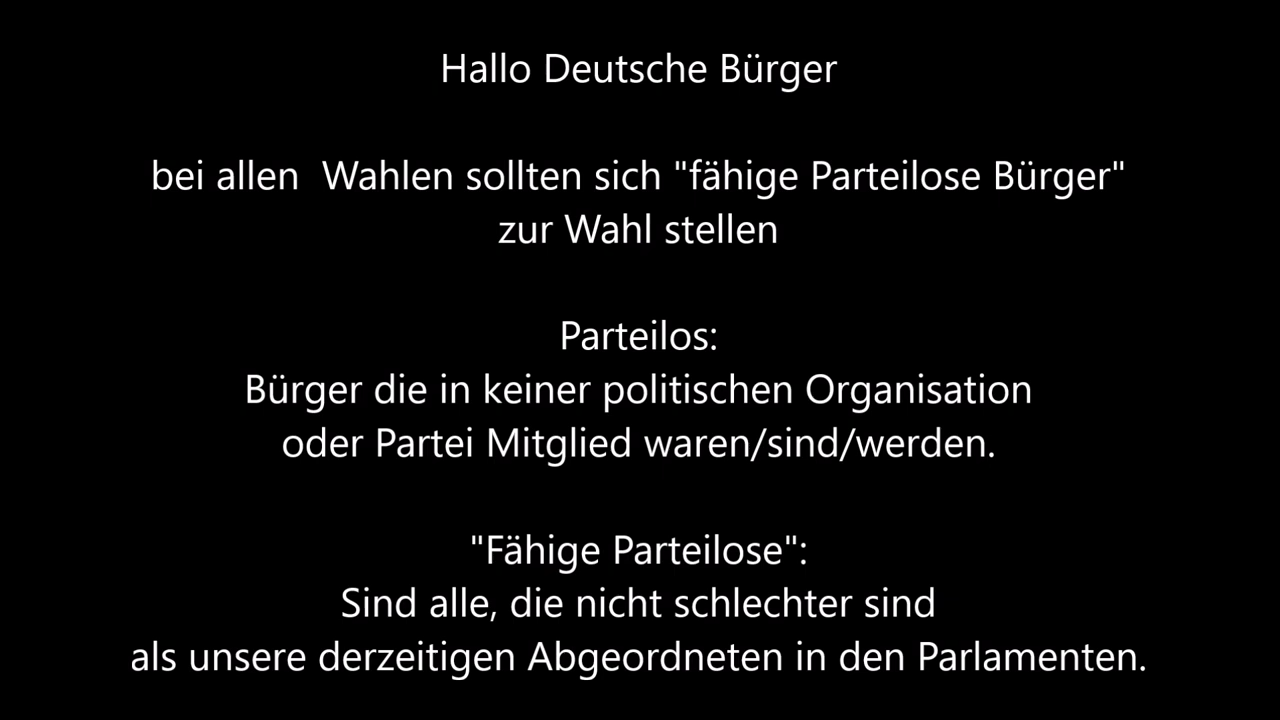 Hallo Deutsche Bürger
bei allen  Wahlen sollten sich "fähige Parteilose Bürger"
zur Wahl stellen
Parteilos:
Bürger die in keiner politischen Organisation
oder Partei Mitglied waren/sind/werden.
"Fähige Parteilose":
Sind alle, die nicht schlechter sind
als unsere derzeitigen Abgeordneten in den Parlamenten.